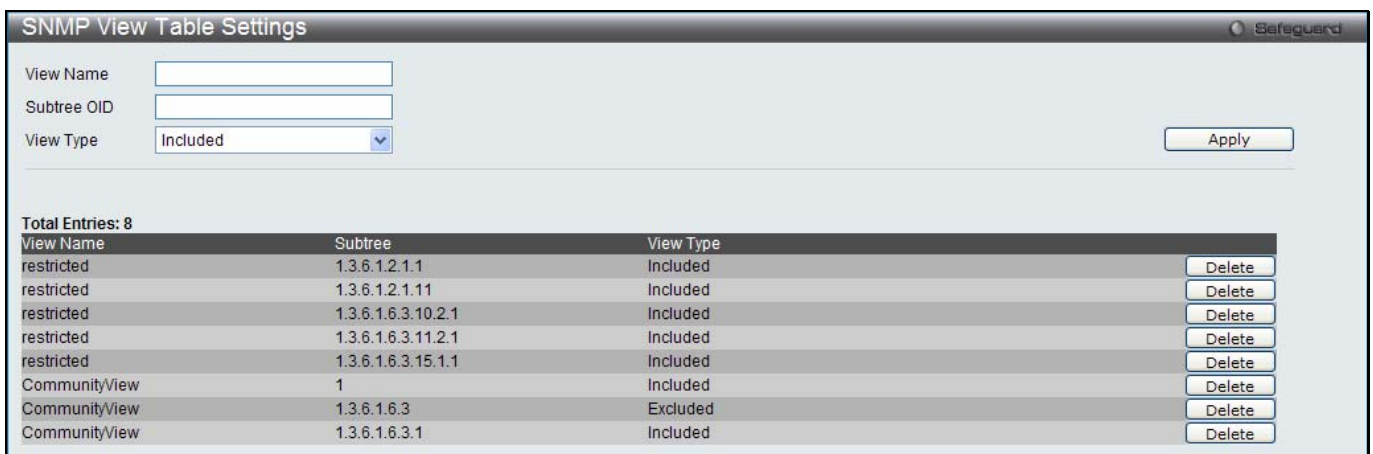 SNMP View Table Settings
Safeguard
View Name
Subtree OID
View Type Included
Apply
Total Entries: 8
View Name Subtree View Type
restricted 1.3.6.1.2.1.1 Included Delete
restricted 1.3.6.1.2.1.11 Included Delete
restricted 1.3.6.1.6.3.10.2.1 Included Delete
restricted 1.3.6.1.6.3.11.2.1 Included Delete
restricted 1.3.6.1.6.3.15.1.1 Included Delete
CommunityView 1 Included Delete
CommunityView 1.3.6.1.6.3 Excluded Delete
CommunityView 1.3.6.1.6.3.1 Included Delete